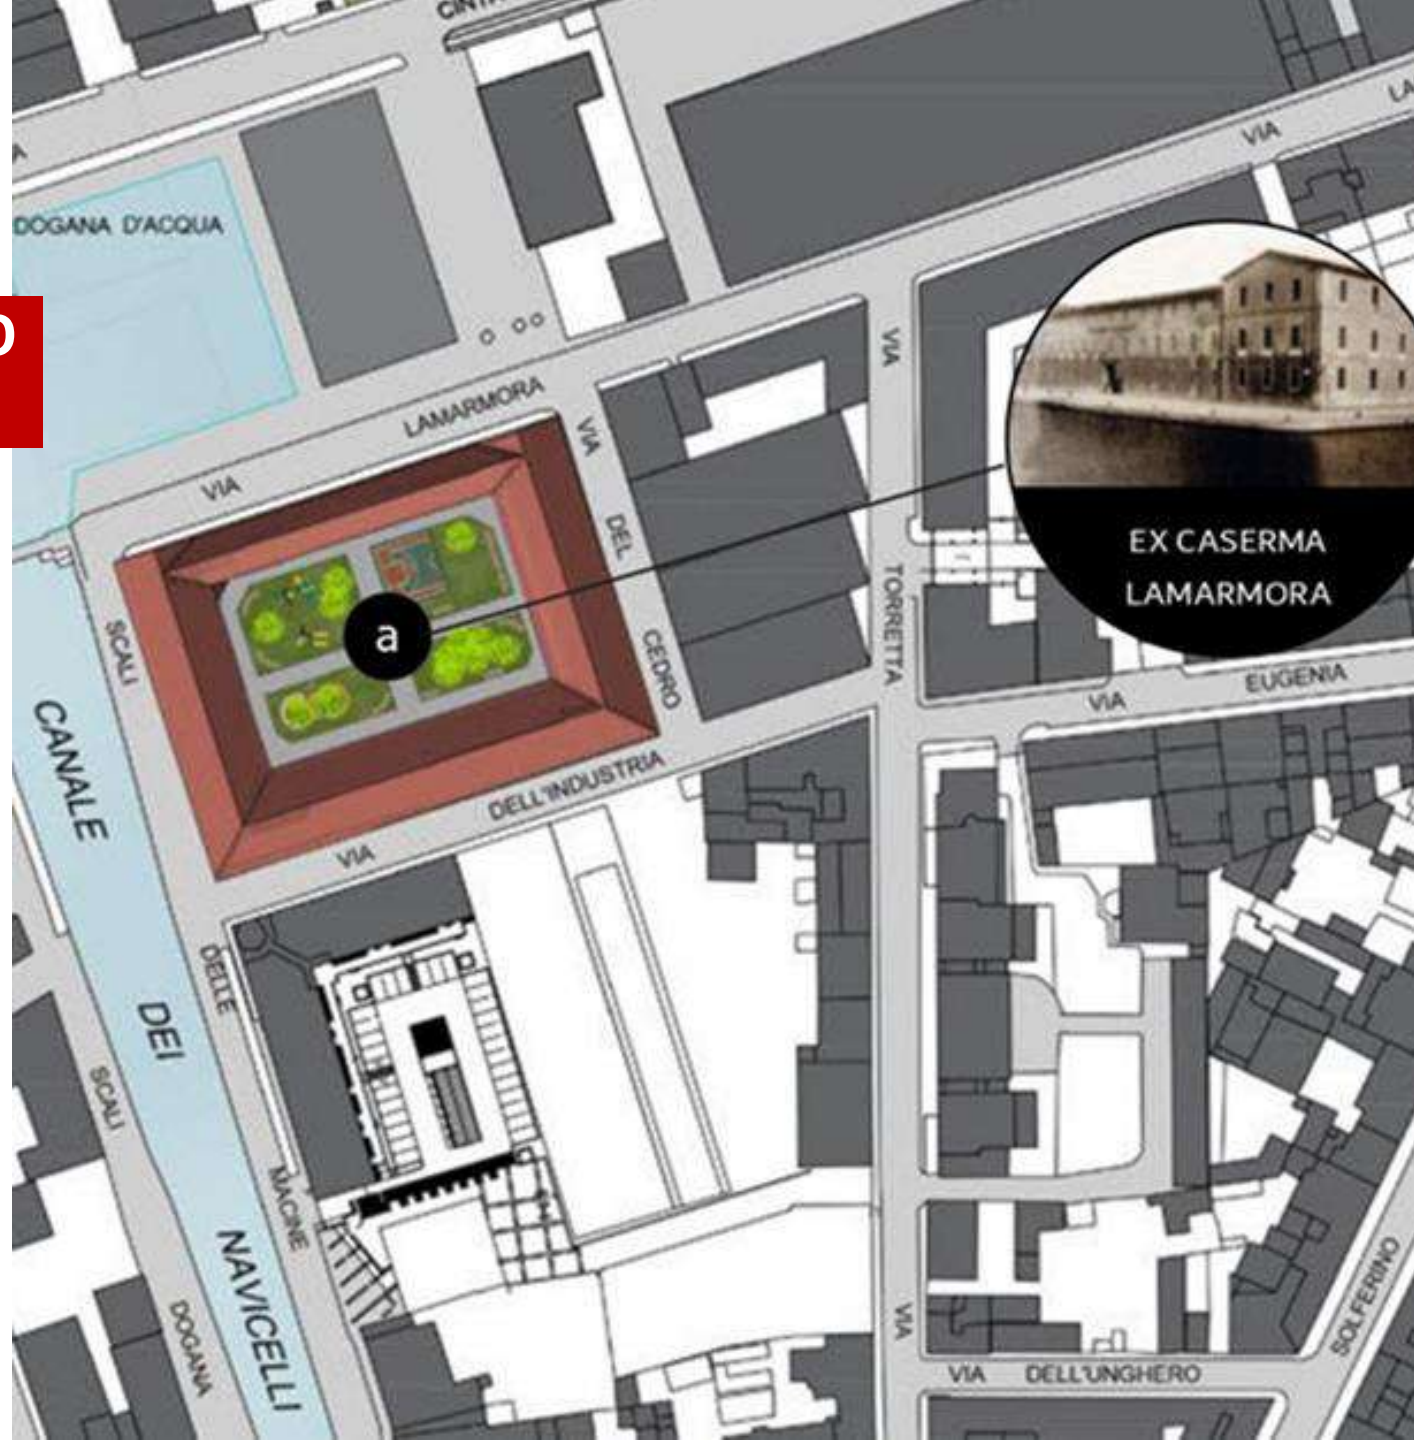 DOGANA D'ACQUA
VIA
VIA
LAMARMORA
VIA
DEL
CEDRO
VIA
TORRETTA
a
EX CASERMA
LAMARMORA
VIA
EUGENIA
SCALI
DELLE
MACINE
VIA
DELL'INDUSTRIA
CANALE
DEI
NAVICELLI
SCALI
DOGANA
VIA
VIA
DELL'UNGHERO
SOLFERINO